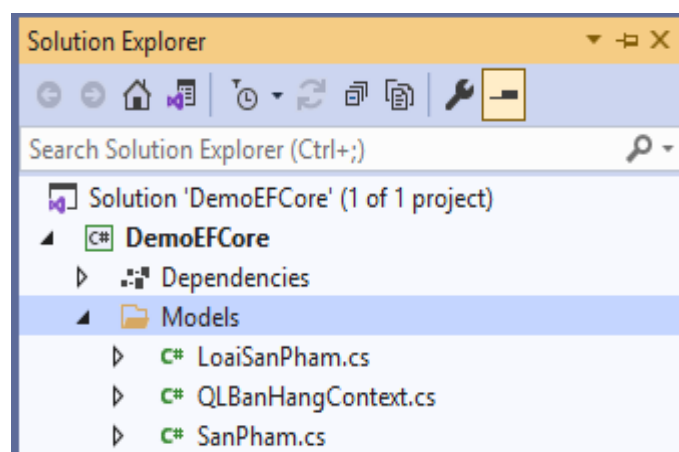 Solution Explorer
Search Solution Explorer (Ctrl+;)
Solution 'DemoEFCore' (1 of 1 project)
C# DemoEFCore
Dependencies
Models
C# LoaiSanPham.cs
C# QLBanHangContext.cs
C# SanPham.cs